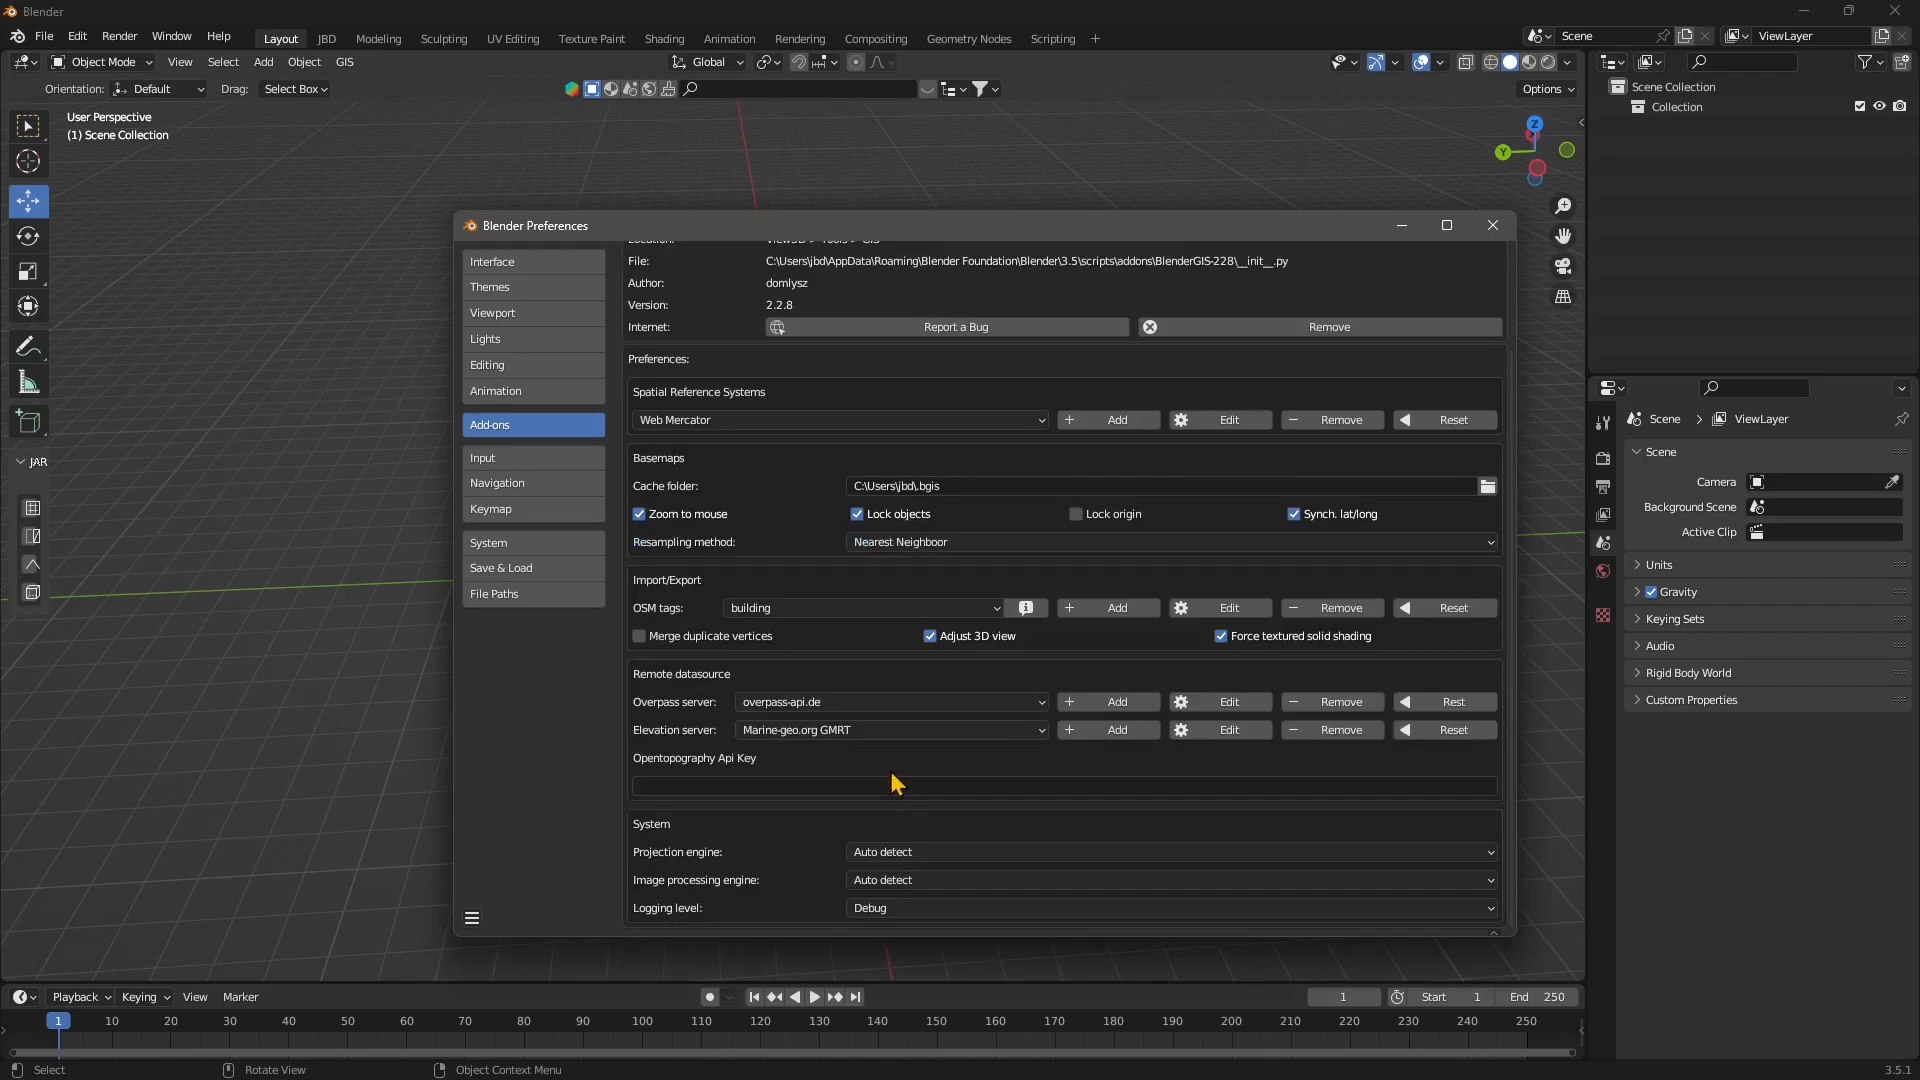 Blender
File Edit Render Window Help Layout JBD Modeling Sculpting UV Editing Texture Paint Shading Animation Rendering Compositing Geometry Nodes Scripting + Scene ViewLayer
Object Mode View Select Add Object GIS Global
Orientation: Default Drag: Select Box Options
User Perspective
(1) Scene Collection
Z
Y
JAR
Scene Collection
Collection
Blender Preferences
Interface
Themes
Viewport
Lights
Editing
Animation
Add-ons
Input
Navigation
Keymap
System
Save & Load
File Paths
Location: View3D > Tools > GIS
File: C:\Users\jbd\AppData\Roaming\Blender Foundation\Blender\3.5\scripts\addons\BlenderGIS-228\__init__.py
Author: domlysz
Version: 2.2.8
Internet: Report a Bug Remove
Preferences:
Spatial Reference Systems
Web Mercator Add Edit Remove Reset
Basemaps
Cache folder: C:\Users\jbd\.bgis
Zoom to mouse Lock objects Lock origin Synch. lat/long
Resampling method: Nearest Neighboor
Import/Export
OSM tags: building Add Edit Remove Reset
Merge duplicate vertices Adjust 3D view Force textured solid shading
Remote datasource
Overpass server: overpass-api.de Add Edit Remove Rest
Elevation server: Marine-geo.org GMRT Add Edit Remove Reset
Opentopography Api Key
System
Projection engine: Auto detect
Image processing engine: Auto detect
Logging level: Debug
Scene > ViewLayer
Scene
Camera
Background Scene
Active Clip
Units
Gravity
Keying Sets
Audio
Rigid Body World
Custom Properties
Playback Keying View Marker 1 Start 1 End 250
1 10 20 30 40 50 60 70 80 90 100 110 120 130 140 150 160 170 180 190 200 210 220 230 240 250
Select Rotate View Object Context Menu 3.5.1